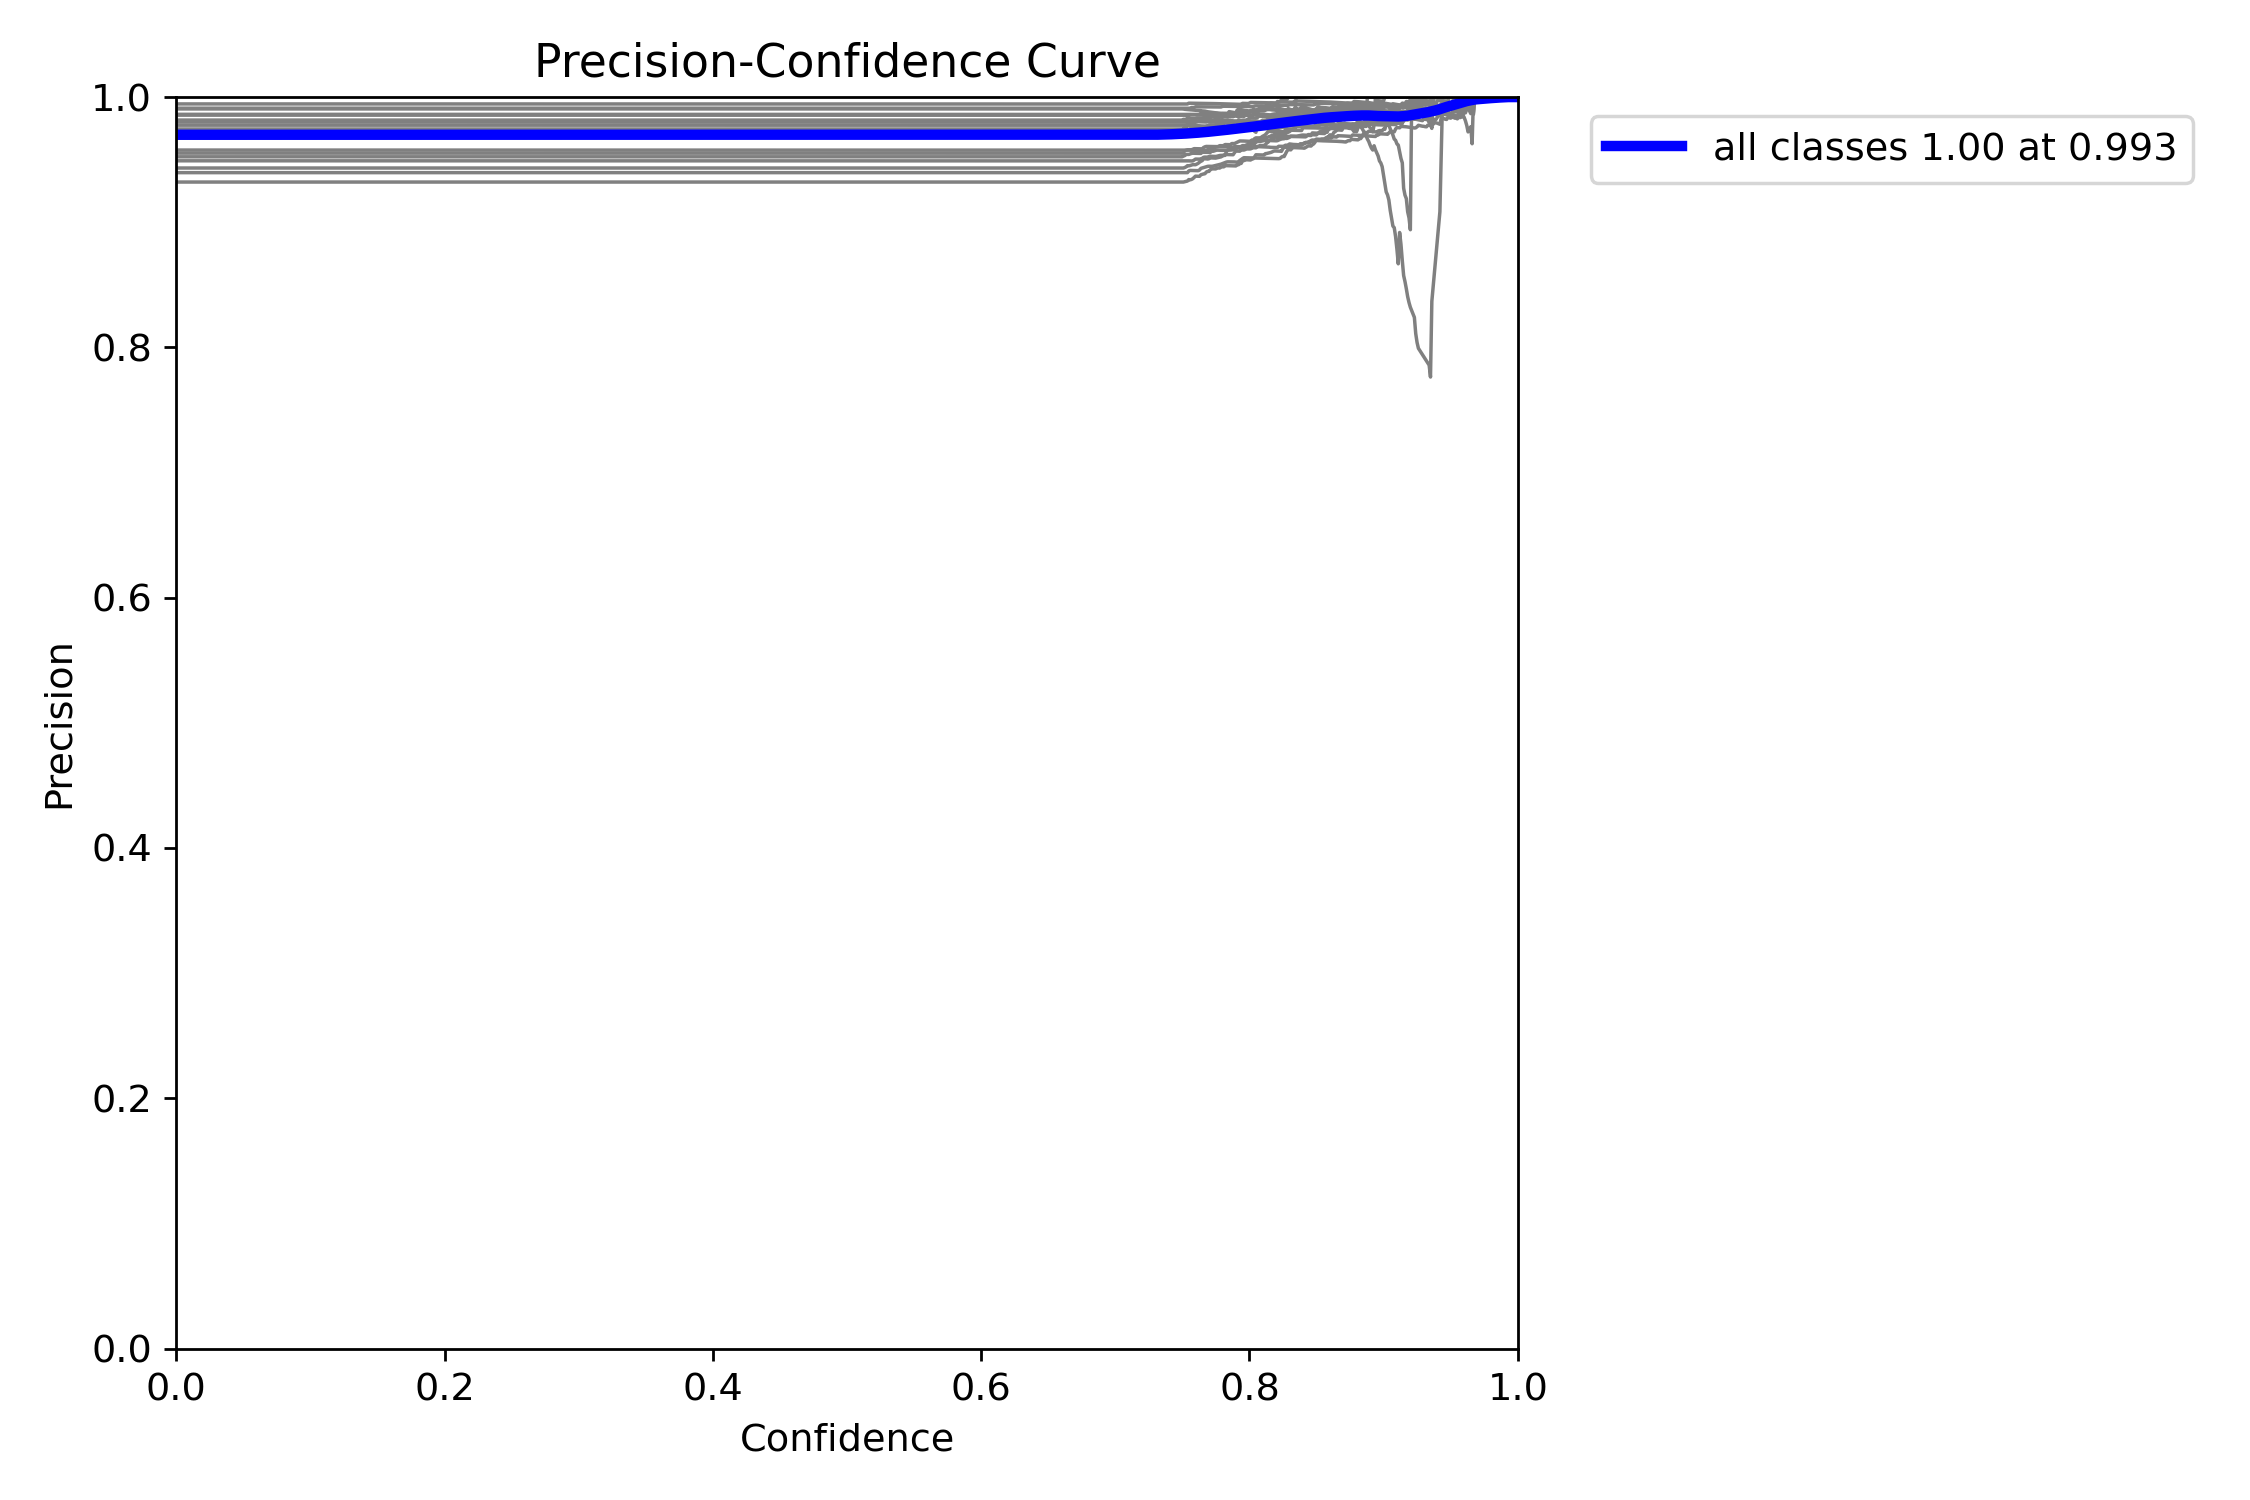 Precision-Confidence Curve
all classes 1.00 at 0.993
Precision
1.0
0.8
0.6
0.4
0.2
0.0
0.0 0.2 0.4 0.6 0.8 1.0
Confidence